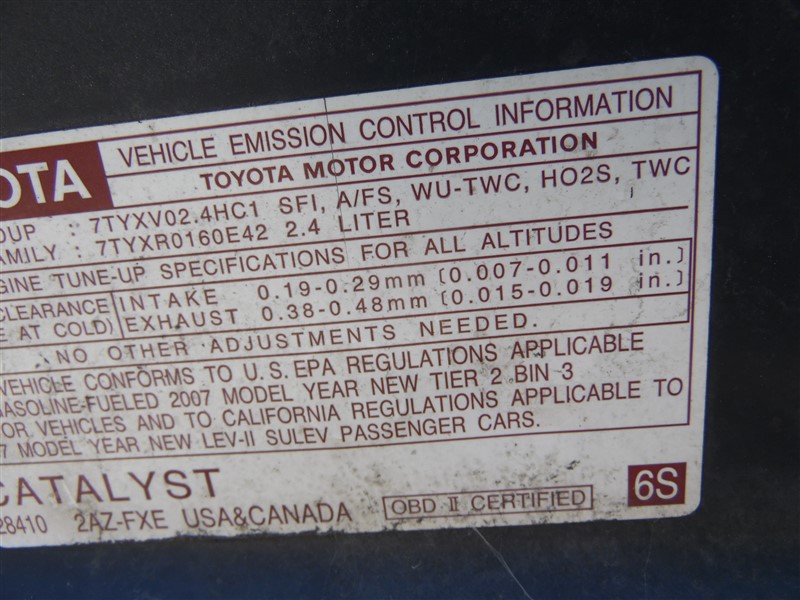 OTA
VEHICLE EMISSION CONTROL INFORMATION
TOYOTA MOTOR CORPORATION
OUP : 7TYXV02.4HC1 SFI, A/FS, WU-TWC, HO2S, TWC
AMILY : 7TYXR0160E42 2.4 LITER
GINE TUNE-UP SPECIFICATIONS FOR ALL ALTITUDES
CLEARANCE INTAKE 0.19-0.29mm (0.007-0.011 in.)
E AT COLD) EXHAUST 0.38-0.48mm (0.015-0.019 in.)
NO OTHER ADJUSTMENTS NEEDED.
VEHICLE CONFORMS TO U.S.EPA REGULATIONS APPLICABLE
GASOLINE-FUELED 2007 MODEL YEAR NEW TIER 2 BIN 3
OR VEHICLES AND TO CALIFORNIA REGULATIONS APPLICABLE TO
7 MODEL YEAR NEW LEV-II SULEV PASSENGER CARS.
CATALYST
28410 2AZ-FXE USA&CANADA OBD II CERTIFIED 6S